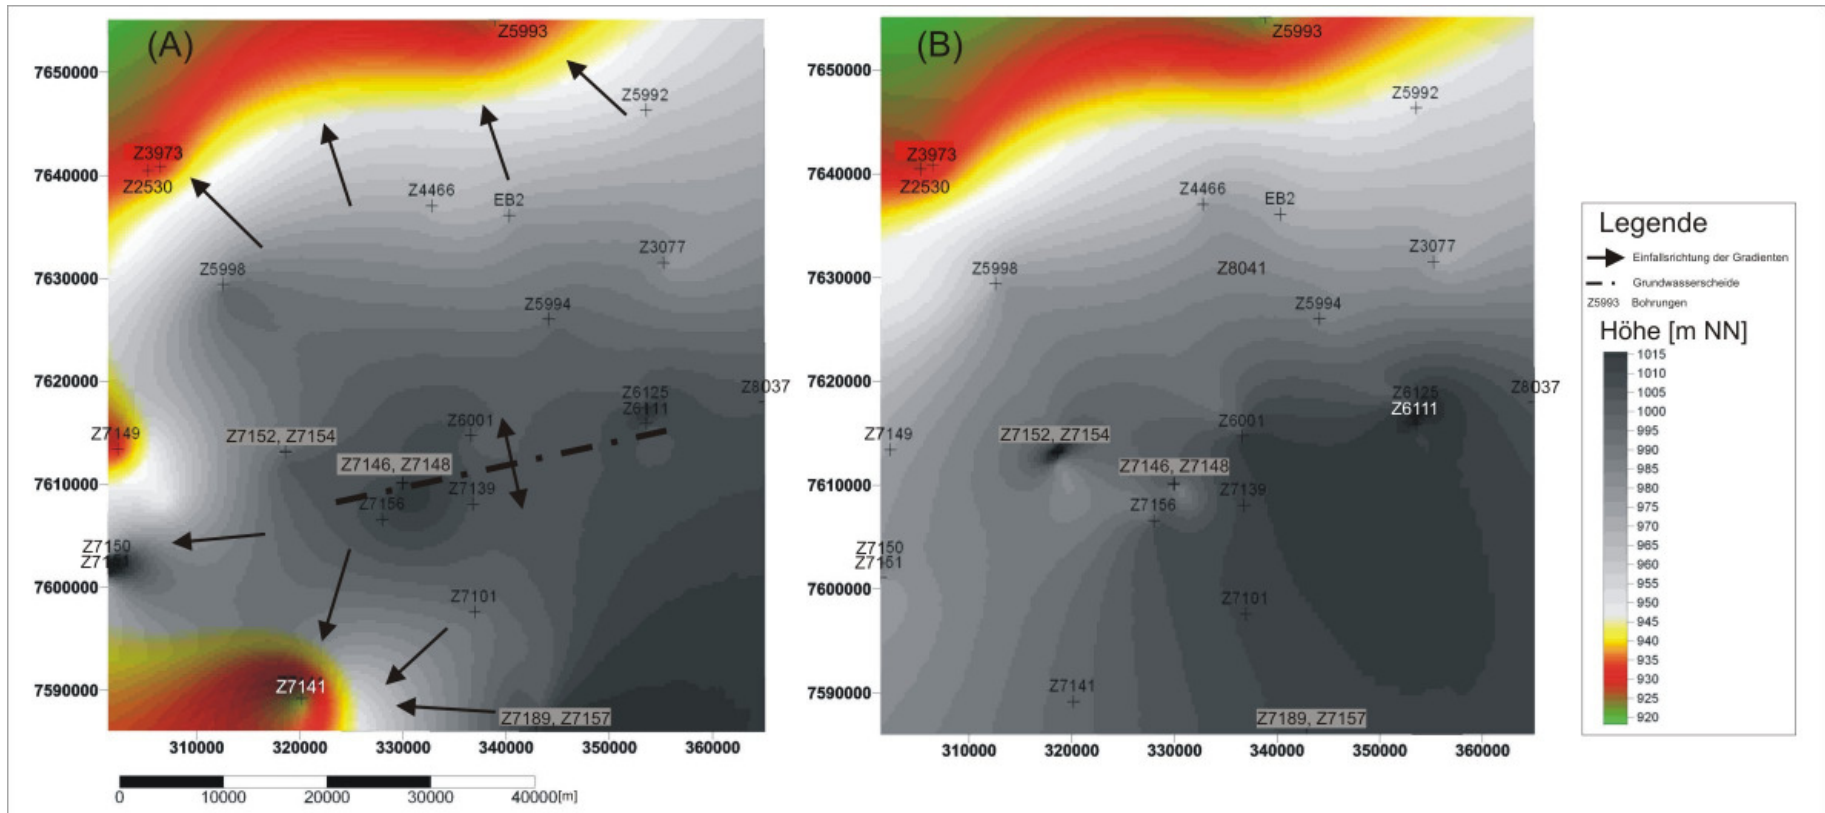 (A)
Z5993
7650000
Z5992
Z3973
7640000
Z2530
Z4466
EB2
Z3077
7630000
Z5998
Z5994
7620000
Z6125
Z8037
Z6111
Z7149
Z6001
Z7152, Z7154
Z7146, Z7148
7610000
Z7139
Z7156
Z7150
7600000
Z7101
7590000
Z7141
Z7189, Z7157
310000 320000 330000 340000 350000 360000
0 10000 20000 30000 40000[m]
(B)
Z5993
7650000
Z5992
Z3973
7640000
Z2530
Z4466
EB2
Z3077
7630000
Z5998
Z8041
Z5994
7620000
Z6125
Z8037
Z6111
Z7149
Z6001
Z7152, Z7154
Z7146, Z7148
7610000
Z7139
Z7156
Z7150
Z7151
7600000
Z7101
7590000
Z7141
Z7189, Z7157
310000 320000 330000 340000 350000 360000
Legende
Einfallsrichtung der Gradienten
Grundwasserscheide
Z5993 Bohrungen
Höhe [m NN]
1015
1010
1005
1000
995
990
985
980
975
970
965
960
955
950
945
940
935
930
925
920